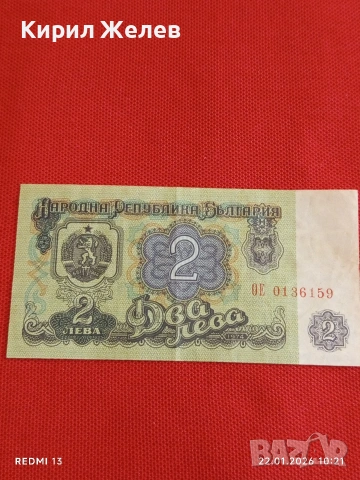 Кирил Желев
НАРОДНА РЕПУБЛИКА БЪЛГАРИЯ
2
2
ЛЕВА
ДВА
ЛЕВА
ОЕ 0136159
2
REDMI 13
22.01.2026 10:21
BAZAR